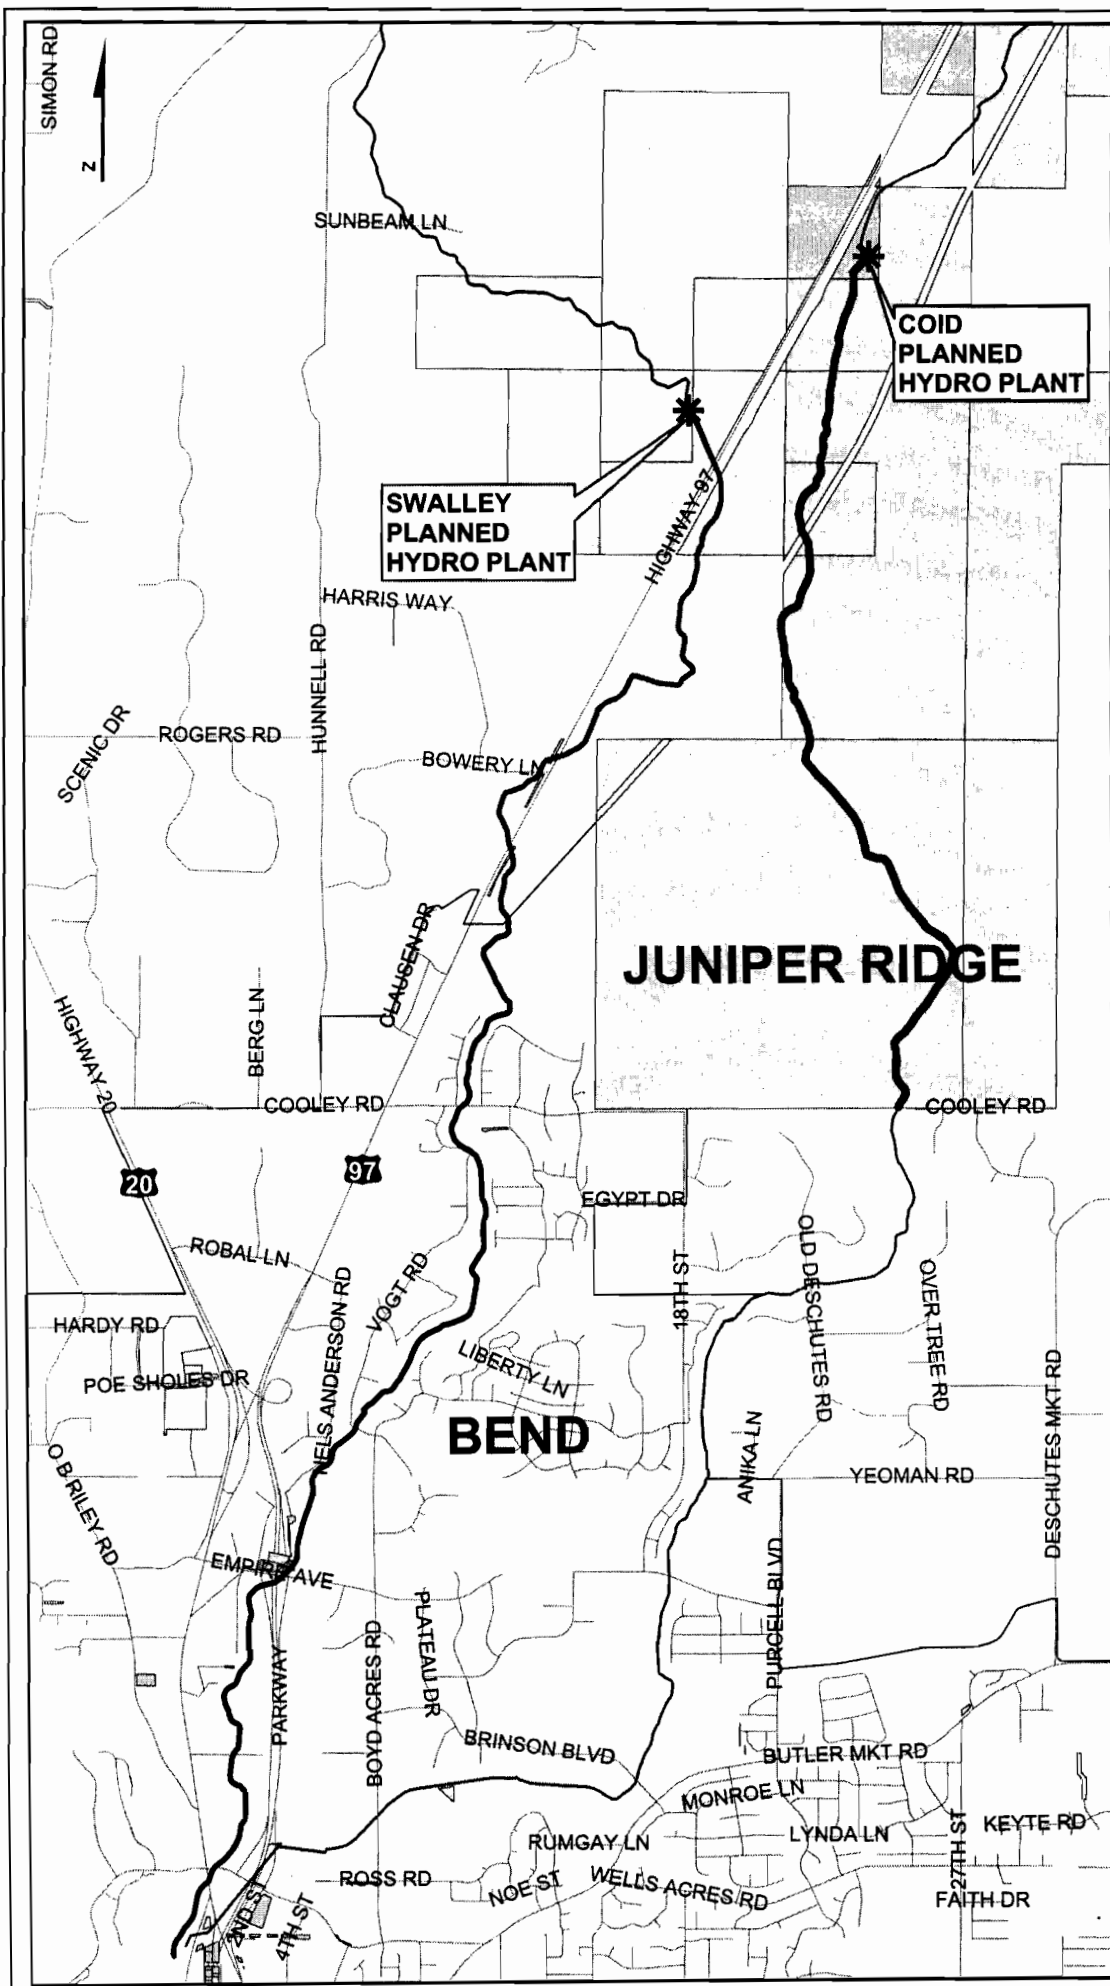 SIMON RD
N
SUNBEAM LN
COID
PLANNED
HYDRO PLANT
SWALLEY
PLANNED
HYDRO PLANT
HIGHWAY 97
HARRIS WAY
HUNNELL RD
SCENIC DR
ROGERS RD
BOWERY LN
CLAUSEN DR
JUNIPER RIDGE
HIGHWAY 20
BERG LN
COOLEY RD
COOLEY RD
20
97
EGYPT DR
ROBAL LN
VOGT RD
18TH ST
OLD DESCHUTES RD
OVER TREE RD
HARDY RD
NELS ANDERSON RD
LIBERTY LN
POE SHOLES DR
BEND
ANIKA LN
DESCHUTES MKT RD
O B RILEY RD
YEOMAN RD
EMPIRE AVE
PLATEAU DR
PURCELL BLVD
PARKWAY
BOYD ACRES RD
BRINSON BLVD
BUTLER MKT RD
MONROE LN
RUMGAY LN
LYNDA LN
27TH ST
KEYTE RD
ROSS RD
NOE ST
WELLS ACRES RD
FAITH DR
2ND ST
4TH ST